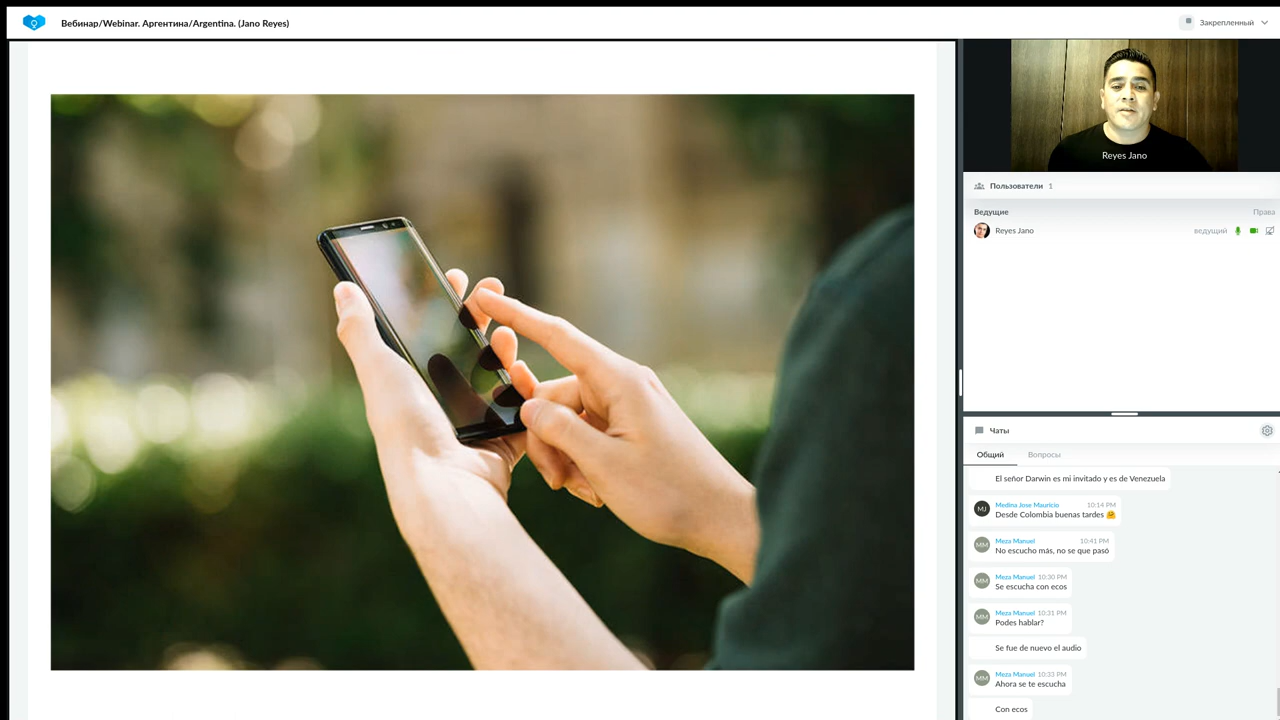 Вебинар/Webinar. Аргентина/Argentina. (Jano Reyes)
Закрепленный
Reyes Jano
Пользователи 1
Ведущие Права
Reyes Jano ведущий
Чаты
Общий Вопросы
El señor Darwin es mi invitado y es de Venezuela
MJ Medina Jose Mauricio 10:14 PM
Desde Colombia buenas tardes 🤗
MM Meza Manuel 10:41 PM
No escucho más, no se que pasó
MM Meza Manuel 10:30 PM
Se escucha con ecos
MM Meza Manuel 10:31 PM
Podes hablar?
Se fue de nuevo el audio
MM Meza Manuel 10:33 PM
Ahora se te escucha
Con ecos